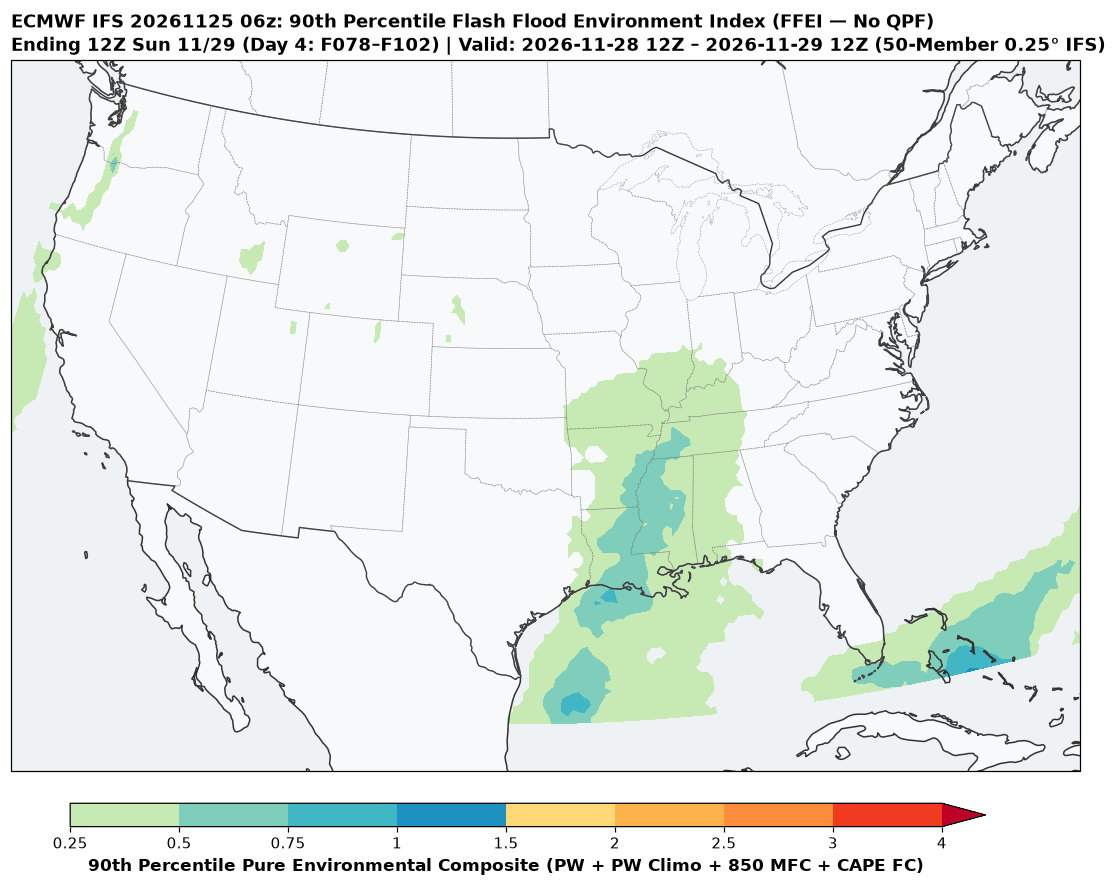 ECMWF IFS 20261125 06z: 90th Percentile Flash Flood Environment Index (FFEI — No QPF)
Ending 12Z Sun 11/29 (Day 4: F078–F102) | Valid: 2026-11-28 12Z – 2026-11-29 12Z (50-Member 0.25° IFS)
0.25 0.5 0.75 1 1.5 2 2.5 3 4
90th Percentile Pure Environmental Composite (PW + PW Climo + 850 MFC + CAPE FC)